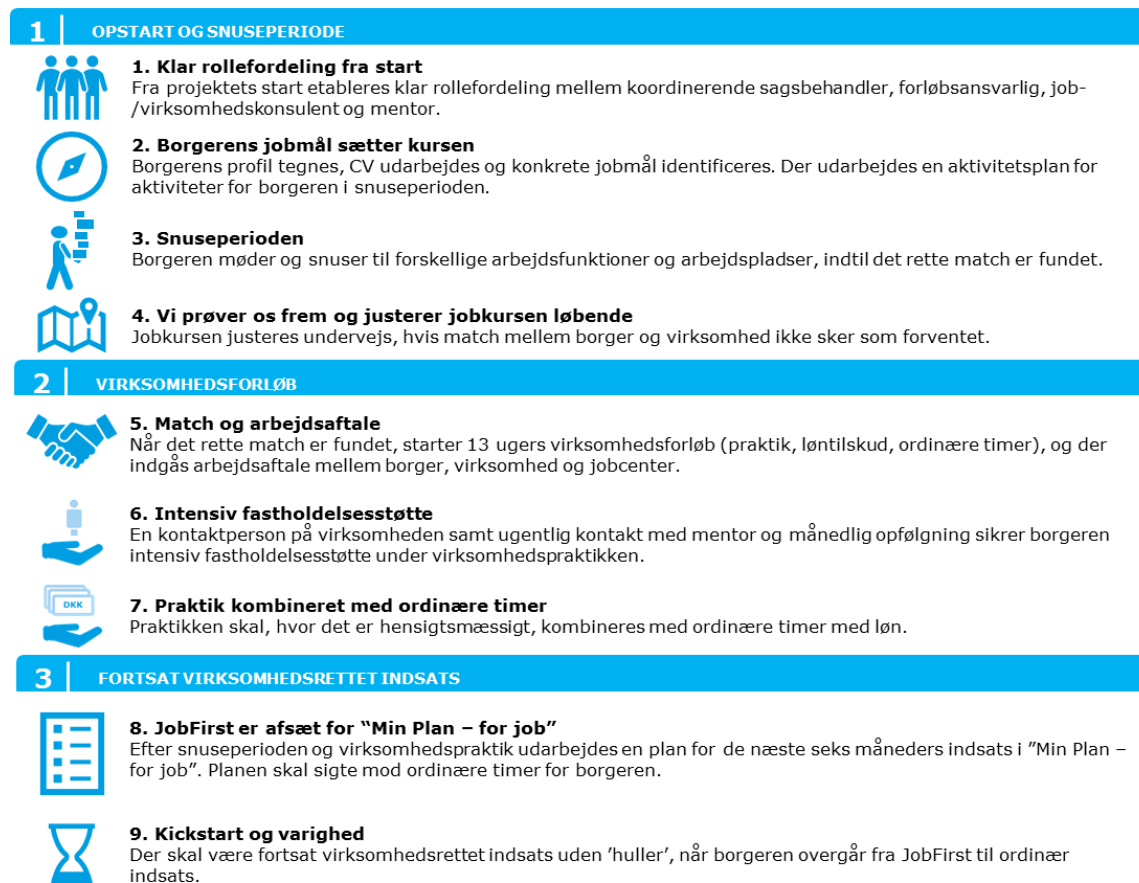 1 OPSTART OG SNUSEPERIODE
1. Klar rollefordeling fra start
Fra projektets start etableres klar rollefordeling mellem koordinerende sagsbehandler, forløbsansvarlig, job-
/virksomhedskonsulent og mentor.
2. Borgerens jobmål sætter kursen
Borgerens profil tegnes, CV udarbejdes og konkrete jobmål identificeres. Der udarbejdes en aktivitetsplan for
aktiviteter for borgeren i snuseperioden.
3. Snuseperioden
Borgeren møder og snuser til forskellige arbejdsfunktioner og arbejdspladser, indtil det rette match er fundet.
4. Vi prøver os frem og justerer jobkursen løbende
Jobkursen justeres undervejs, hvis match mellem borger og virksomhed ikke sker som forventet.
2 VIRKSOMHEDSFORLØB
5. Match og arbejdsaftale
Når det rette match er fundet, starter 13 ugers virksomhedsforløb (praktik, løntilskud, ordinære timer), og der
indgås arbejdsaftale mellem borger, virksomhed og jobcenter.
6. Intensiv fastholdelsesstøtte
En kontaktperson på virksomheden samt ugentlig kontakt med mentor og månedlig opfølgning sikrer borgeren
intensiv fastholdelsesstøtte under virksomhedspraktikken.
DKK
7. Praktik kombineret med ordinære timer
Praktikken skal, hvor det er hensigtsmæssigt, kombineres med ordinære timer med løn.
3 FORTSAT VIRKSOMHEDSRETTET INDSATS
8. JobFirst er afsæt for “Min Plan – for job”
Efter snuseperioden og virksomhedspraktik udarbejdes en plan for de næste seks måneders indsats i ”Min Plan –
for job”. Planen skal sigte mod ordinære timer for borgeren.
9. Kickstart og varighed
Der skal være fortsat virksomhedsrettet indsats uden ’huller’, når borgeren overgår fra JobFirst til ordinær
indsats.